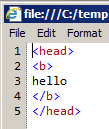 file:///C:/temp
File Edit Format
1 <head>
2 <b>
3 hello
4 </b>
5 </head>